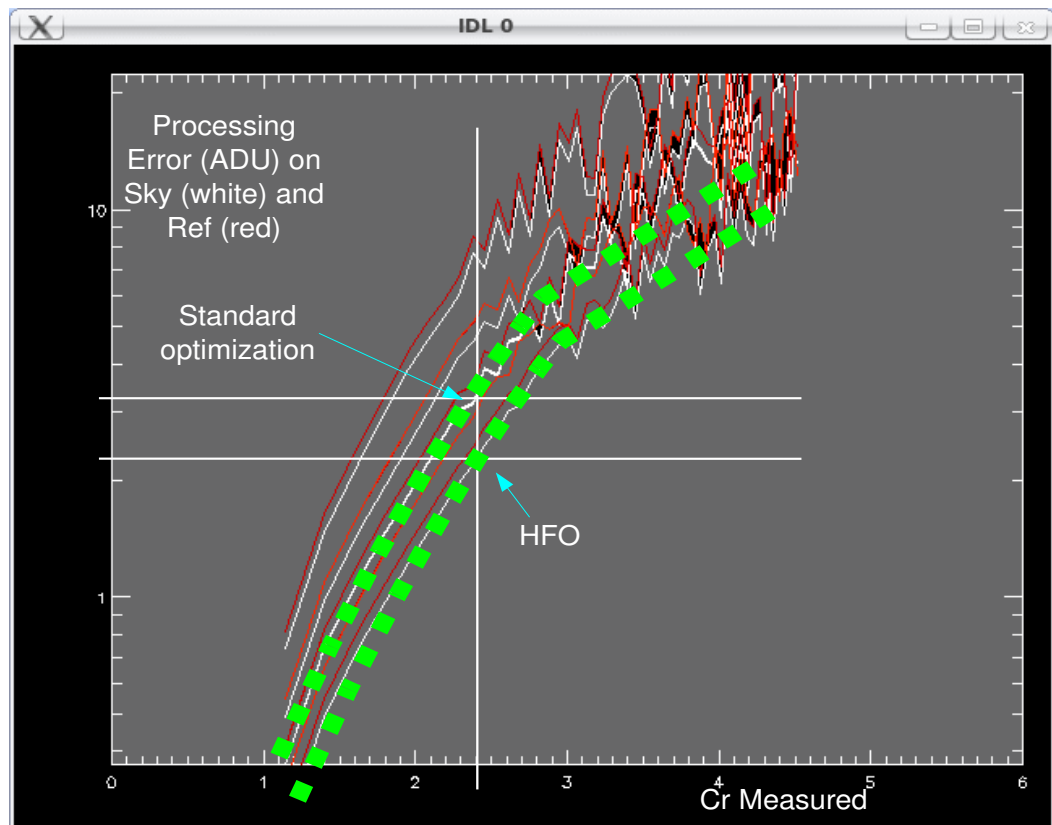 IDL 0
Processing
Error (ADU) on
Sky (white) and
Ref (red)
10
Standard
optimization
HFO
1
0 1 2 3 4 5 6
Cr Measured